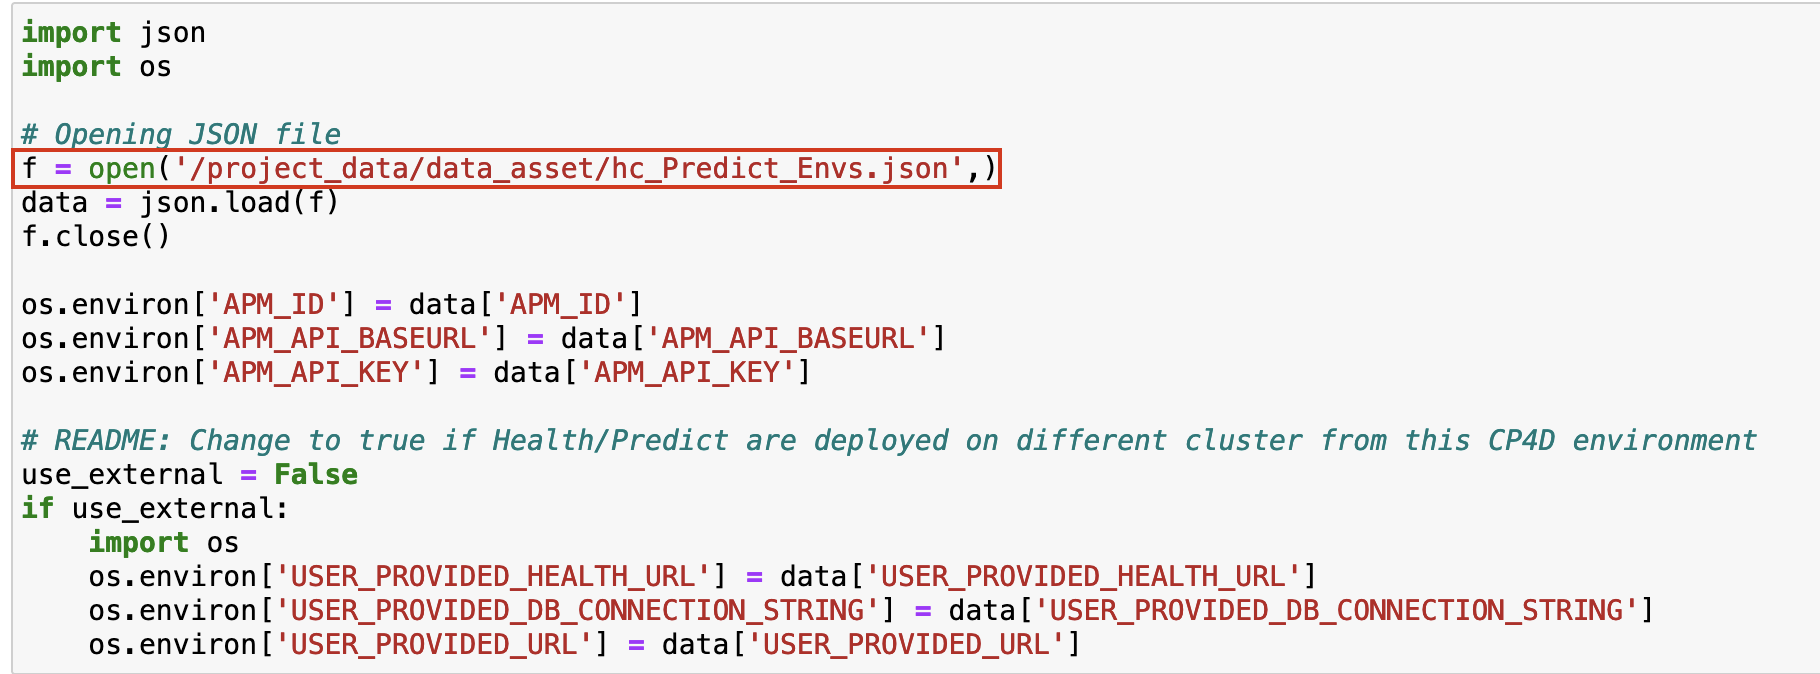 import json
import os
# Opening JSON file
f = open('/project_data/data_asset/hc_Predict_Envs.json',)
data = json.load(f)
f.close()
os.environ['APM_ID'] = data['APM_ID']
os.environ['APM_API_BASEURL'] = data['APM_API_BASEURL']
os.environ['APM_API_KEY'] = data['APM_API_KEY']
# README: Change to true if Health/Predict are deployed on different cluster from this CP4D environment
use_external = False
if use_external:
    import os
    os.environ['USER_PROVIDED_HEALTH_URL'] = data['USER_PROVIDED_HEALTH_URL']
    os.environ['USER_PROVIDED_DB_CONNECTION_STRING'] = data['USER_PROVIDED_DB_CONNECTION_STRING']
    os.environ['USER_PROVIDED_URL'] = data['USER_PROVIDED_URL']